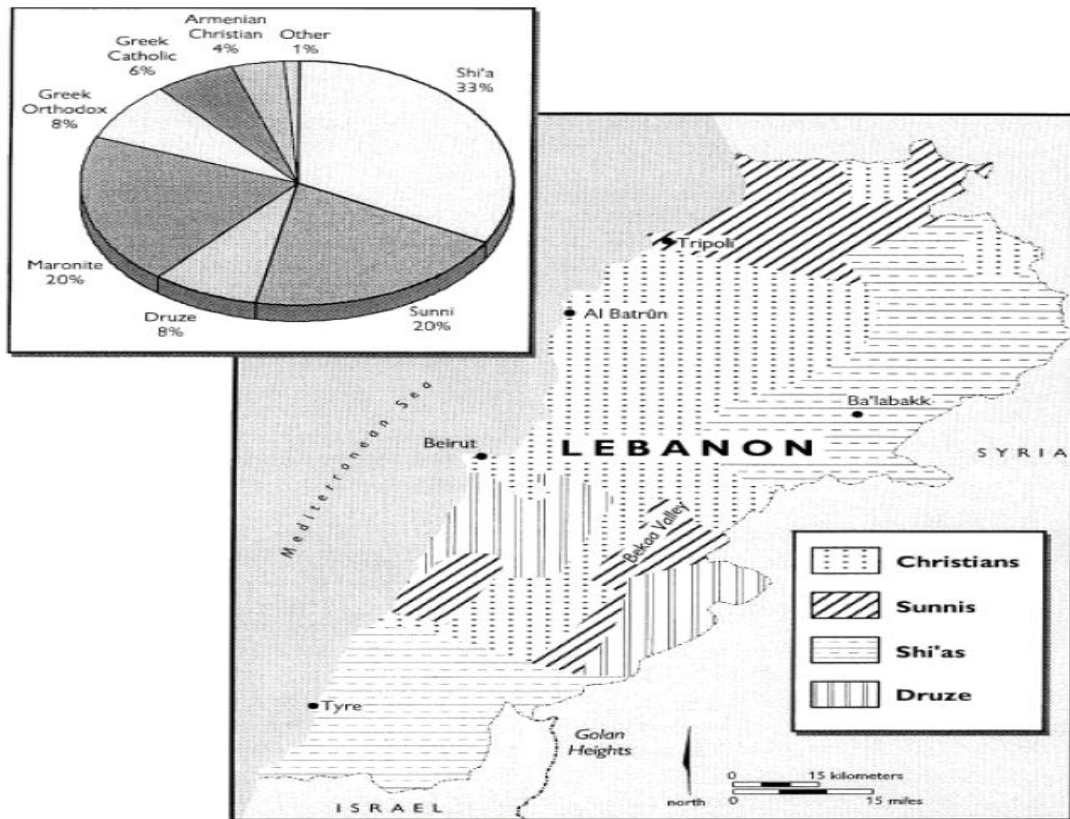 Armenian
Christian
4%
Other
1%
Greek
Catholic
6%
Shi'a
33%
Greek
Orthodox
8%
Maronite
20%
Druze
8%
Sunni
20%
Tripoli
Al Batrūn
Ba'labakk
Beirut
LEBANON
SYRIA
Mediterranean Sea
Bekaa Valley
Christians
Sunnis
Shi'as
Druze
Tyre
Golan
Heights
ISRAEL
north
0 15 kilometers
0 15 miles